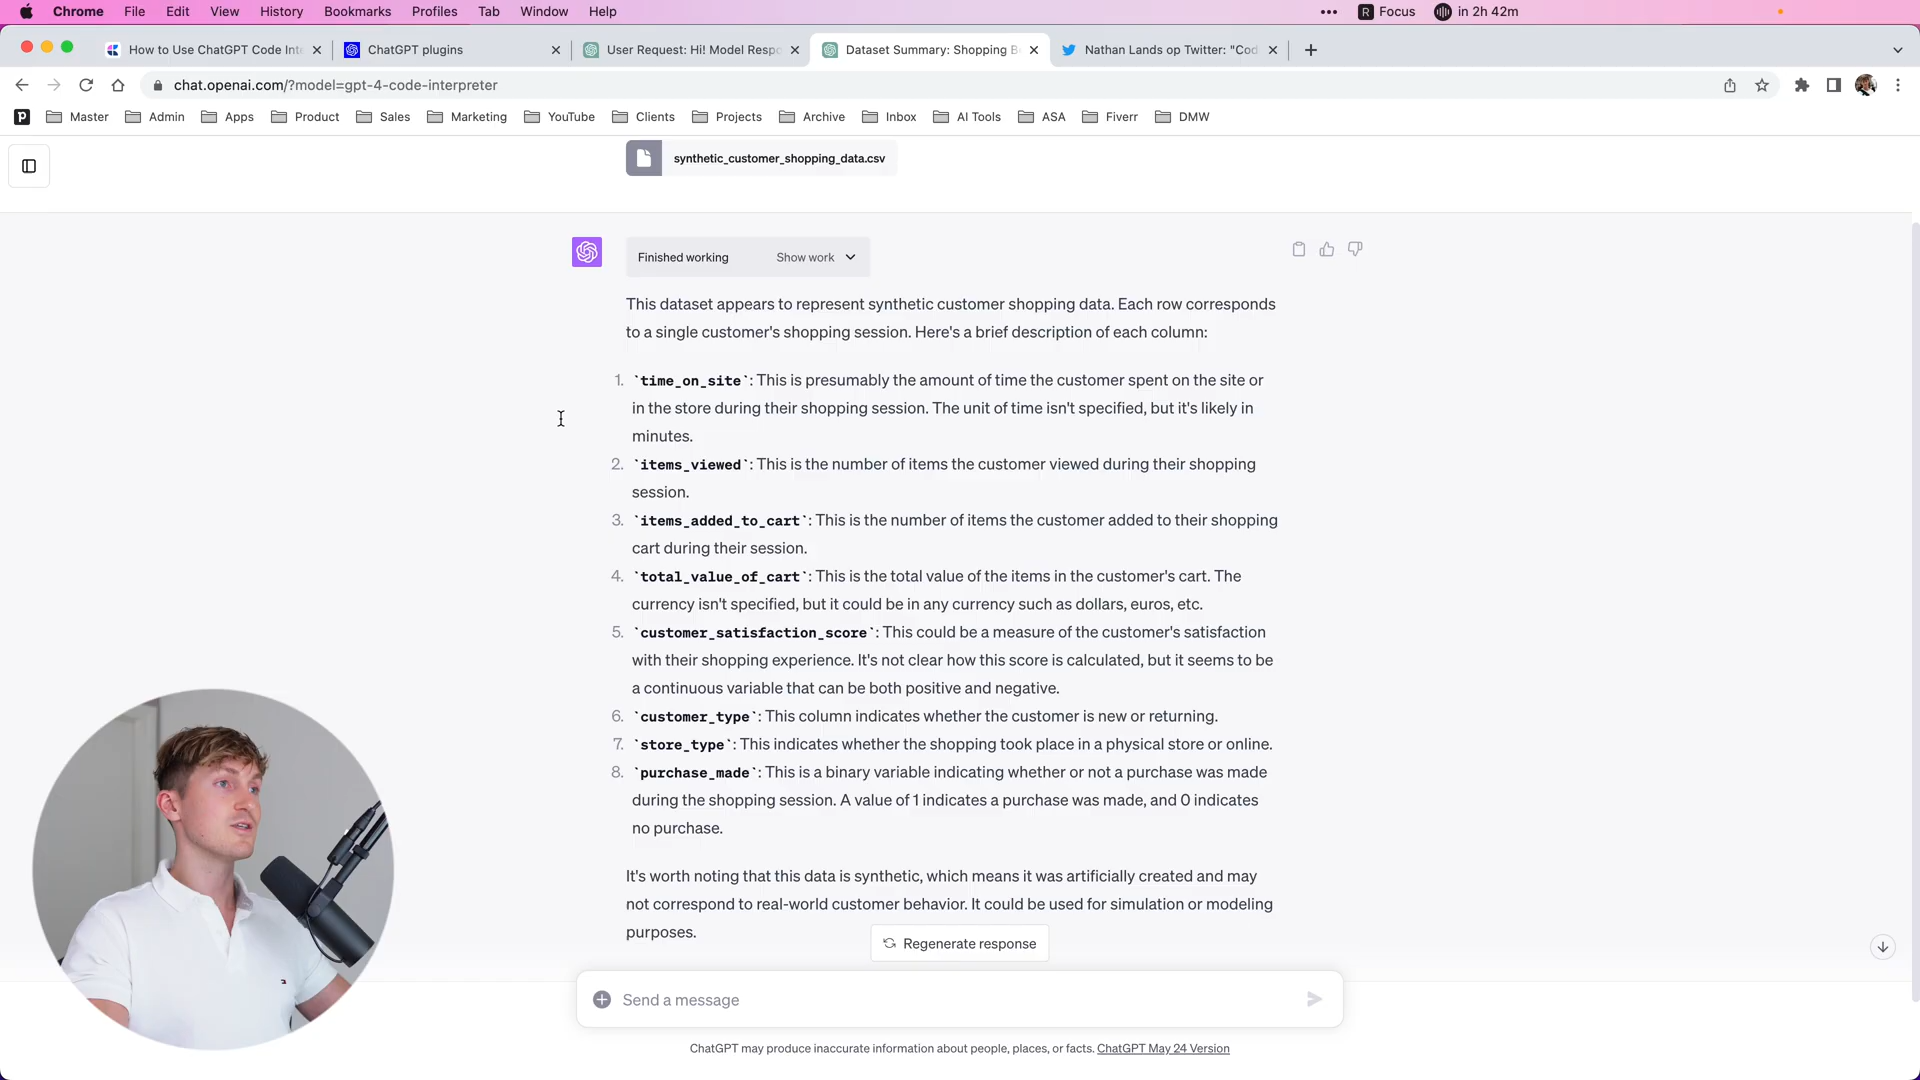 Chrome File Edit View History Bookmarks Profiles Tab Window Help ••• R Focus in 2h 42m
How to Use ChatGPT Code Inte
ChatGPT plugins
User Request: Hi! Model Respo
Dataset Summary: Shopping B
Nathan Lands op Twitter: "Cod
chat.openai.com/?model=gpt-4-code-interpreter
Master Admin Apps Product Sales Marketing YouTube Clients Projects Archive Inbox AI Tools ASA Fiverr DMW
synthetic_customer_shopping_data.csv
Finished working Show work
This dataset appears to represent synthetic customer shopping data. Each row corresponds
to a single customer's shopping session. Here's a brief description of each column:
1. `time_on_site`: This is presumably the amount of time the customer spent on the site or
in the store during their shopping session. The unit of time isn't specified, but it's likely in
minutes.
2. `items_viewed`: This is the number of items the customer viewed during their shopping
session.
3. `items_added_to_cart`: This is the number of items the customer added to their shopping
cart during their session.
4. `total_value_of_cart`: This is the total value of the items in the customer's cart. The
currency isn't specified, but it could be in any currency such as dollars, euros, etc.
5. `customer_satisfaction_score`: This could be a measure of the customer's satisfaction
with their shopping experience. It's not clear how this score is calculated, but it seems to be
a continuous variable that can be both positive and negative.
6. `customer_type`: This column indicates whether the customer is new or returning.
7. `store_type`: This indicates whether the shopping took place in a physical store or online.
8. `purchase_made`: This is a binary variable indicating whether or not a purchase was made
during the shopping session. A value of 1 indicates a purchase was made, and 0 indicates
no purchase.
It's worth noting that this data is synthetic, which means it was artificially created and may
not correspond to real-world customer behavior. It could be used for simulation or modeling
purposes.
Regenerate response
Send a message
ChatGPT may produce inaccurate information about people, places, or facts. ChatGPT May 24 Version